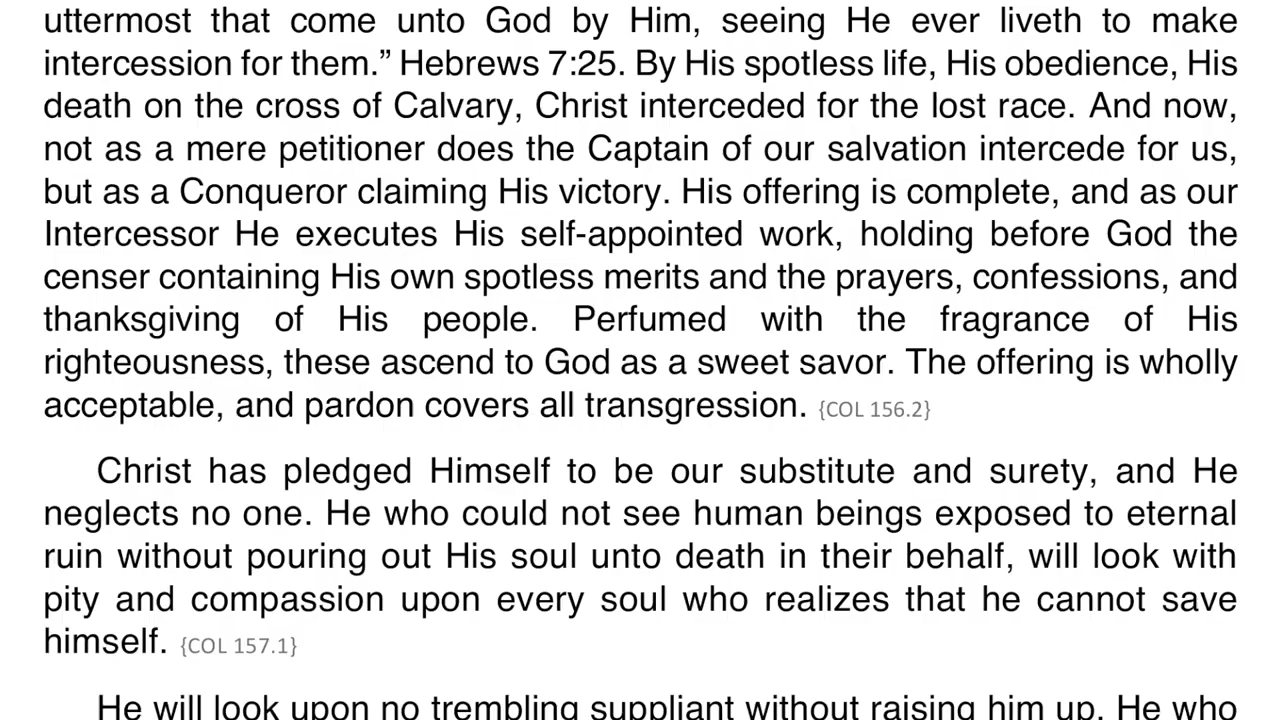 uttermost that come unto God by Him, seeing He ever liveth to make
intercession for them.” Hebrews 7:25. By His spotless life, His obedience, His
death on the cross of Calvary, Christ interceded for the lost race. And now,
not as a mere petitioner does the Captain of our salvation intercede for us,
but as a Conqueror claiming His victory. His offering is complete, and as our
Intercessor He executes His self-appointed work, holding before God the
censer containing His own spotless merits and the prayers, confessions, and
thanksgiving of His people. Perfumed with the fragrance of His
righteousness, these ascend to God as a sweet savor. The offering is wholly
acceptable, and pardon covers all transgression. {COL 156.2}
Christ has pledged Himself to be our substitute and surety, and He
neglects no one. He who could not see human beings exposed to eternal
ruin without pouring out His soul unto death in their behalf, will look with
pity and compassion upon every soul who realizes that he cannot save
himself. {COL 157.1}
He will look upon no trembling suppliant without raising him up. He who